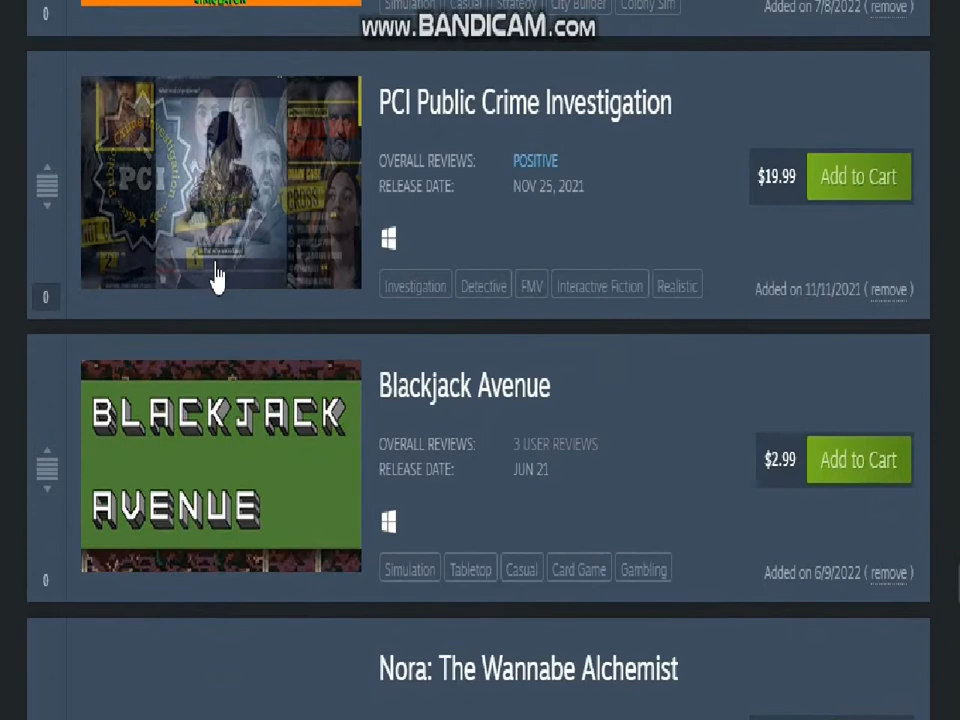 0
Simulation Casual Strategy City Builder Colony Sim
Added on 7/8/2022 ( remove )
www.BANDICAM.com
PCI Public Crime Investigation
PCI
OVERALL REVIEWS: POSITIVE
RELEASE DATE: NOV 25, 2021
$19.99 Add to Cart
Investigation Detective FMV Interactive Fiction Realistic
Added on 11/11/2021 ( remove )
0
Blackjack Avenue
BLACKJACK
AVENUE
OVERALL REVIEWS: 3 USER REVIEWS
RELEASE DATE: JUN 21
$2.99 Add to Cart
Simulation Tabletop Casual Card Game Gambling
Added on 6/9/2022 ( remove )
0
Nora: The Wannabe Alchemist